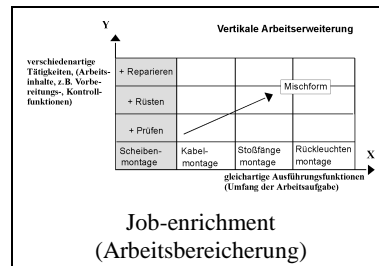 Y
Vertikale Arbeitserweiterung
verschiedenartige
Tätigkeiten, (Arbeits
inhalte, z.B. Vorbe-
reitungs-, Kontroll-
funktionen)
+ Reparieren
+ Rüsten
+ Prüfen
Mischform
Scheiben-
montage
Kabel-
montage
Stoßfänge
montage
Rückleuchten
montage
X
gleichartige Ausführungsfunktionen
(Umfang der Arbeitsaufgabe)
Job-enrichment
(Arbeitsbereicherung)